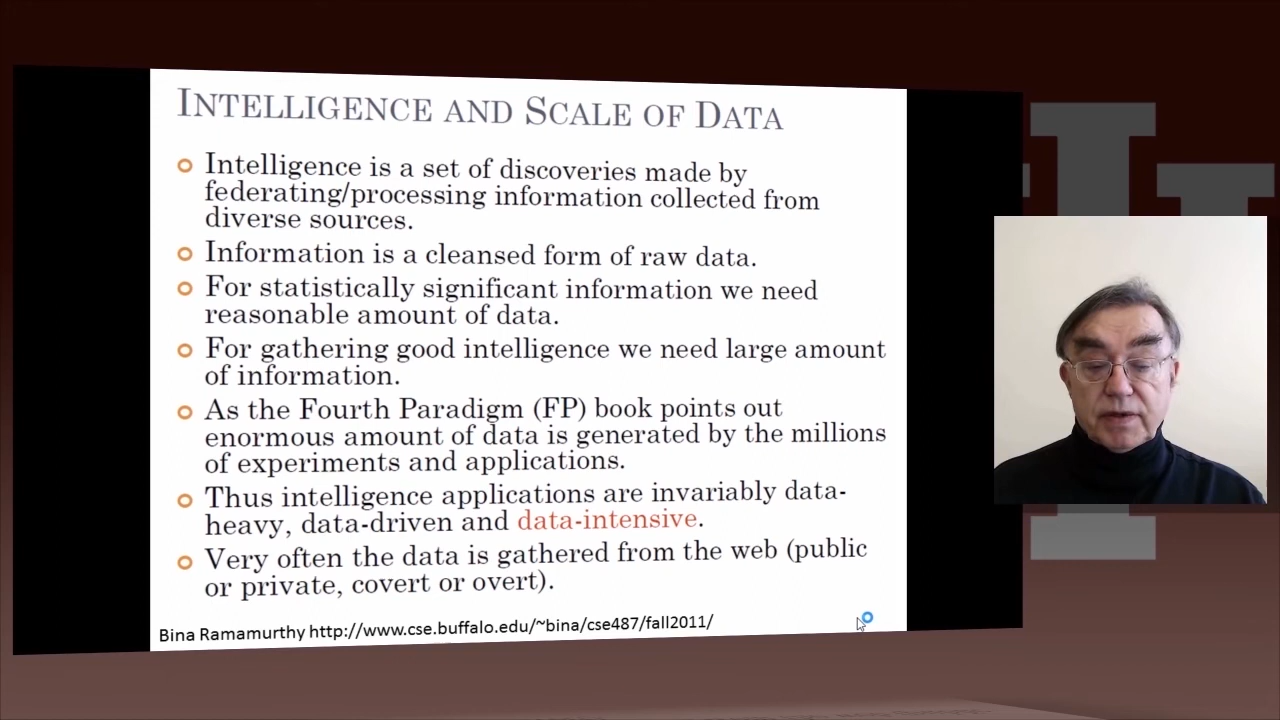 INTELLIGENCE AND SCALE OF DATA
Intelligence is a set of discoveries made by
federating/processing information collected from
diverse sources.
Information is a cleansed form of raw data.
For statistically significant information we need
reasonable amount of data.
For gathering good intelligence we need large amount
of information.
As the Fourth Paradigm (FP) book points out
enormous amount of data is generated by the millions
of experiments and applications.
Thus intelligence applications are invariably data-
heavy, data-driven and data-intensive.
Very often the data is gathered from the web (public
or private, covert or overt).
Bina Ramamurthy http://www.cse.buffalo.edu/~bina/cse487/fall2011/